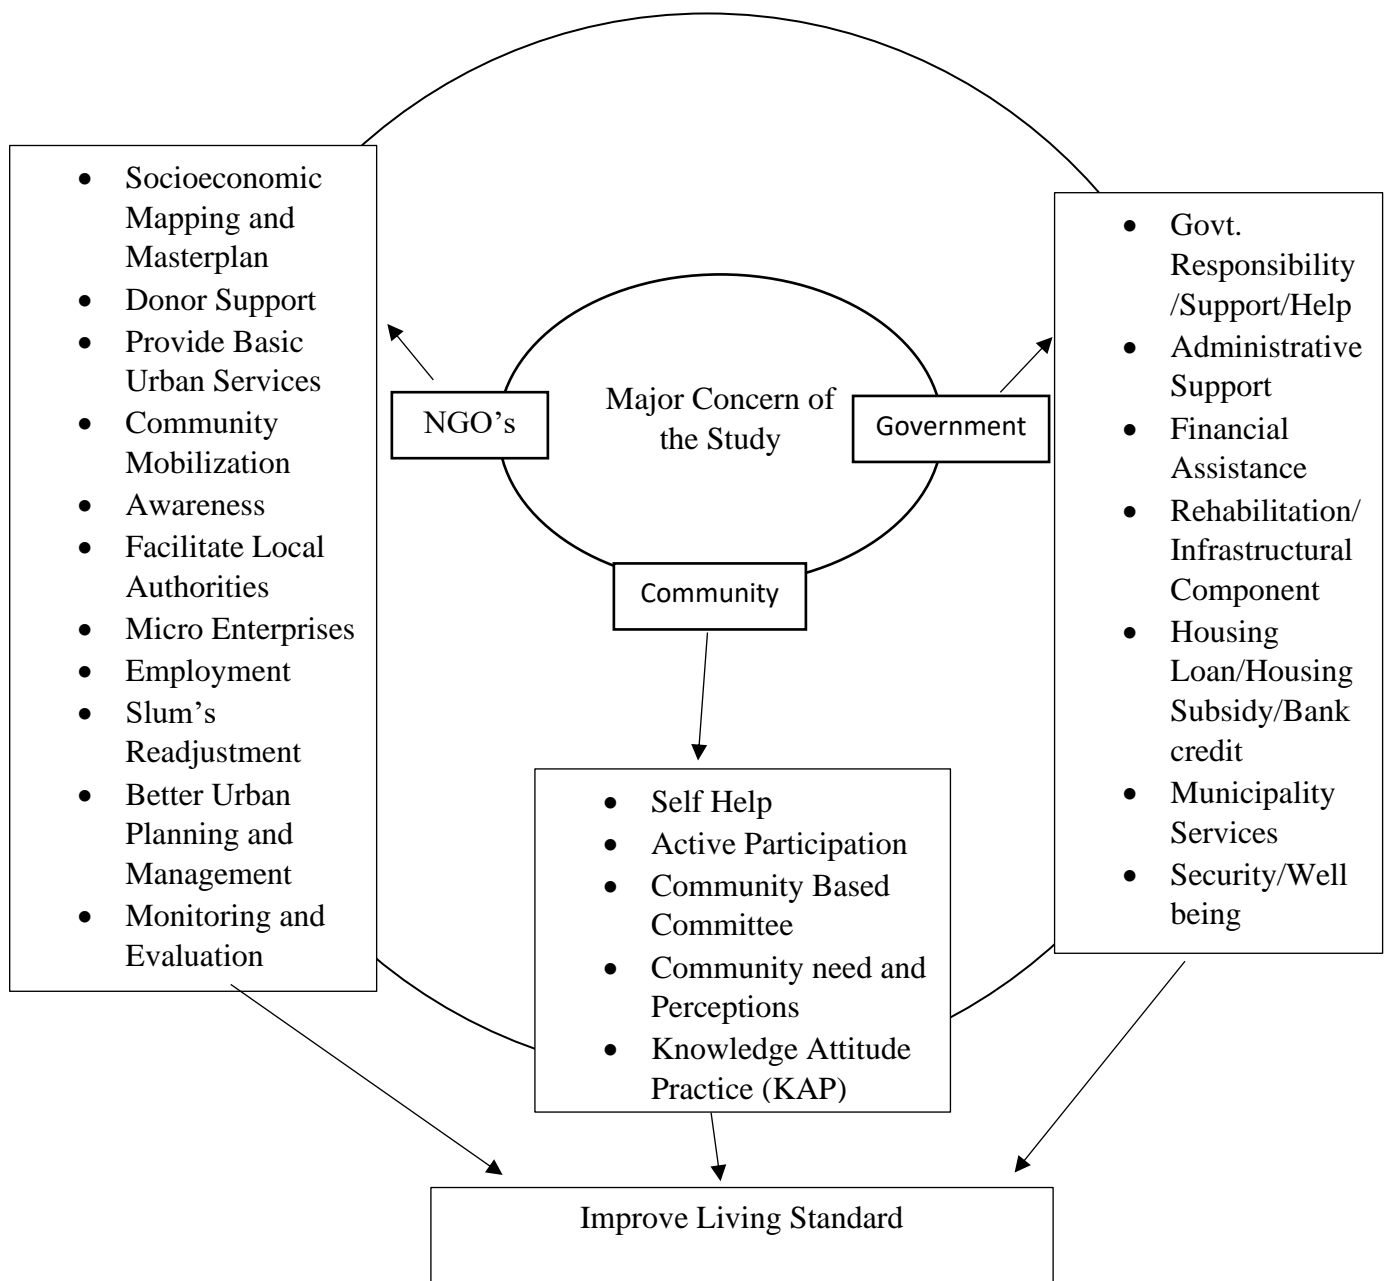 • Socioeconomic
Mapping and
Masterplan
• Donor Support
• Provide Basic
Urban Services
• Community
Mobilization
• Awareness
• Facilitate Local
Authorities
• Micro Enterprises
• Employment
• Slum’s
Readjustment
• Better Urban
Planning and
Management
• Monitoring and
Evaluation
NGO’s
Major Concern of
the Study
Government
Community
• Govt.
Responsibility
/Support/Help
• Administrative
Support
• Financial
Assistance
• Rehabilitation/
Infrastructural
Component
• Housing
Loan/Housing
Subsidy/Bank
credit
• Municipality
Services
• Security/Well
being
• Self Help
• Active Participation
• Community Based
Committee
• Community need and
Perceptions
• Knowledge Attitude
Practice (KAP)
Improve Living Standard